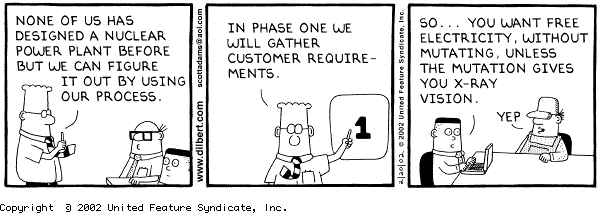 NONE OF US HAS
DESIGNED A NUCLEAR
POWER PLANT BEFORE
BUT WE CAN FIGURE
IT OUT BY USING
OUR PROCESS.
www.dilbert.com
scottadams@aol.com
IN PHASE ONE WE
WILL GATHER
CUSTOMER REQUIRE-
MENTS.
1
© 2002 United Feature Syndicate, Inc.
SO... YOU WANT FREE
ELECTRICITY, WITHOUT
MUTATING, UNLESS
THE MUTATION GIVES
YOU X-RAY
VISION.
YEP
Copyright © 2002 United Feature Syndicate, Inc.